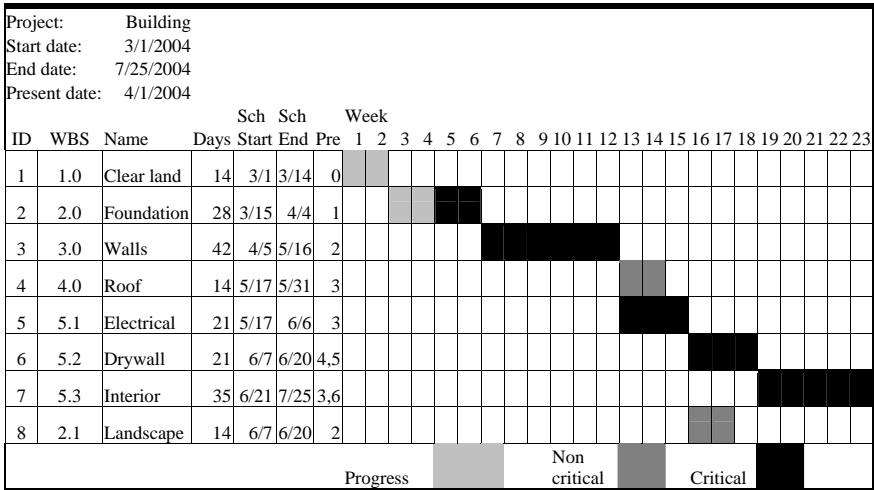 Project: Building
Start date: 3/1/2004
End date: 7/25/2004
Present date: 4/1/2004
Sch Sch Week
ID WBS Name Days Start End Pre 1 2 3 4 5 6 7 8 9 10 11 12 13 14 15 16 17 18 19 20 21 22 23
1 1.0 Clear land 14 3/1 3/14 0
2 2.0 Foundation 28 3/15 4/4 1
3 3.0 Walls 42 4/5 5/16 2
4 4.0 Roof 14 5/17 5/31 3
5 5.1 Electrical 21 5/17 6/6 3
6 5.2 Drywall 21 6/7 6/20 4,5
7 5.3 Interior 35 6/21 7/25 3,6
8 2.1 Landscape 14 6/7 6/20 2
Non
Progress critical Critical